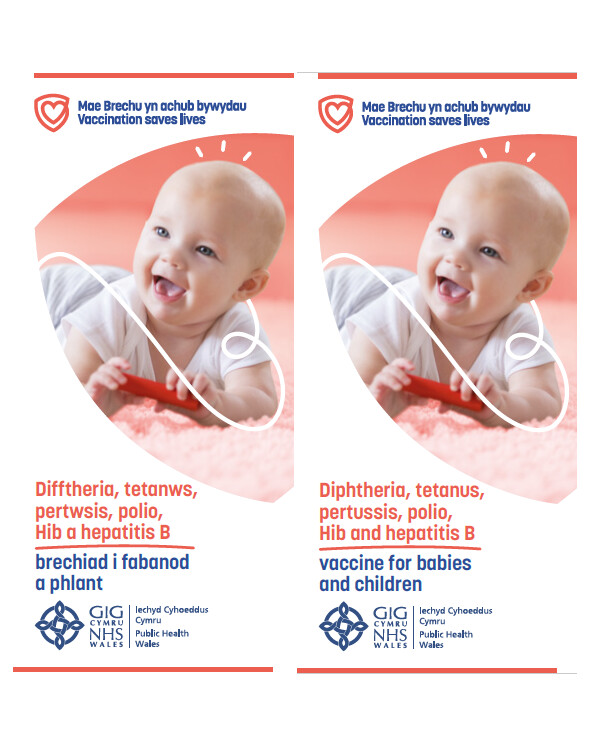 Mae Brechu yn achub bywydau
Vaccination saves lives
Difftheria, tetanws,
pertwsis, polio,
Hib a hepatitis B
brechiad i fabanod
a phlant
GIG
CYMRU
NHS
WALES
Iechyd Cyhoeddus
Cymru
Public Health
Wales
Mae Brechu yn achub bywydau
Vaccination saves lives
Diphtheria, tetanus,
pertussis, polio,
Hib and hepatitis B
vaccine for babies
and children
GIG
CYMRU
NHS
WALES
Iechyd Cyhoeddus
Cymru
Public Health
Wales